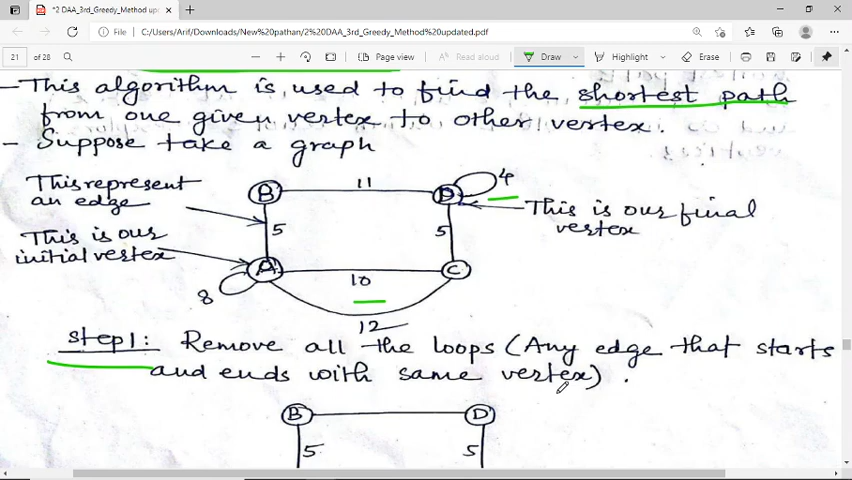 *2 DAA_3rd_Greedy_Method up
File
C:/Users/Arif/Downloads/New%20pathan/2%20DAA_3rd_Greedy_Method%20updated.pdf
21 of 28
Page view
Read aloud
Draw
Highlight
Erase
- This algorithm is used to find the shortest path
from one given vertex to other vertex.
- Suppose take a graph
This represent
an edge
This is our
initial vertex
B 11 D 4
5 5
A 10 C
8
12
This is our final
vertex
Step1: Remove all the loops (Any edge that starts
and ends with same vertex).
B D
5 5